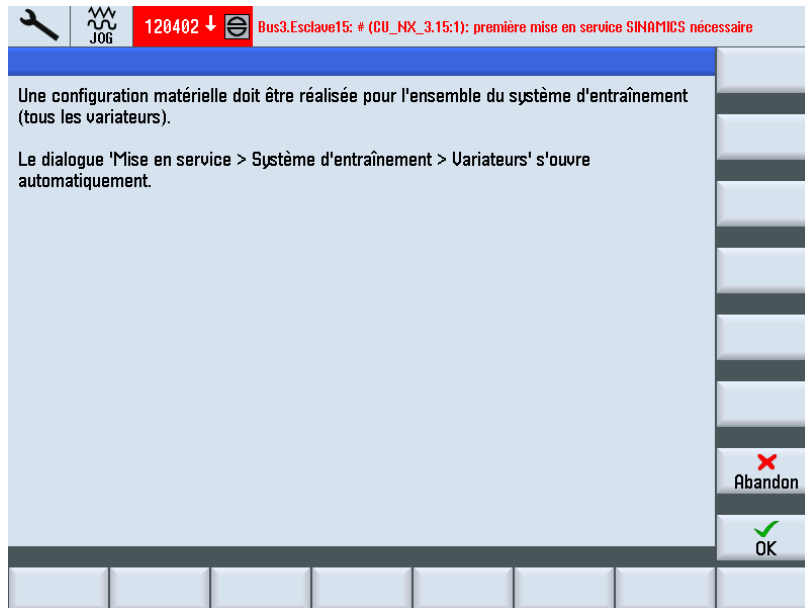 JOG
120402 ↓ Bus3.Esclave15: # (CU_NX_3.15:1): première mise en service SINAMICS nécessaire
Une configuration matérielle doit être réalisée pour l'ensemble du système d'entraînement
(tous les variateurs).
Le dialogue 'Mise en service > Système d'entraînement > Variateurs' s'ouvre
automatiquement.
Abandon
OK